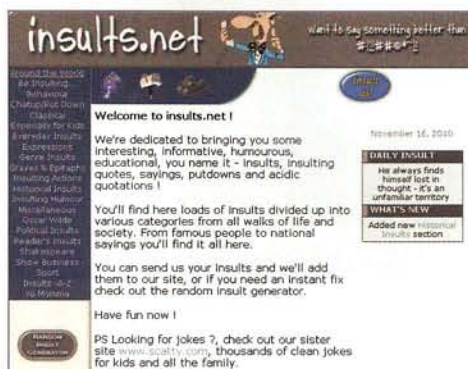 insults.net
Want to say something better than
#!@##@*"!
Around the World
Be Insulting...
Behaviour
Chatup/Put Down
Classical
Especially for Kids
Everyday Insults
Expressions
Genre Insults
Graves & Epitaphs
Insulting Actions
Historical Insults
Insulting Humour
Miscellaneous
Oscar Wilde
Political Insults
Reader's Insults
Shakespeare
Show Business
Sport
Insults -A-Z
Yo Momma
RANDOM
INSULT
GENERATOR
Insult
us!
Welcome to insults.net !
We're dedicated to bringing you some
interesting, informative, humourous,
educational, you name it - insults, insulting
quotes, sayings, putdowns and acidic
quotations !
You'll find here loads of insults divided up into
various categories from all walks of life and
society. From famous people to national
sayings you'll find it all here.
You can send us your insults and we'll add
them to our site, or if you need an instant fix
check out the random insult generator.
Have fun now !
PS Looking for jokes ?, check out our sister
site www.scatty.com, thousands of clean jokes
for kids and all the family.
November 16, 2010
DAILY INSULT
He always finds
himself lost in
thought - it's an
unfamiliar territory
WHAT'S NEW
Added new Historical
Insults section